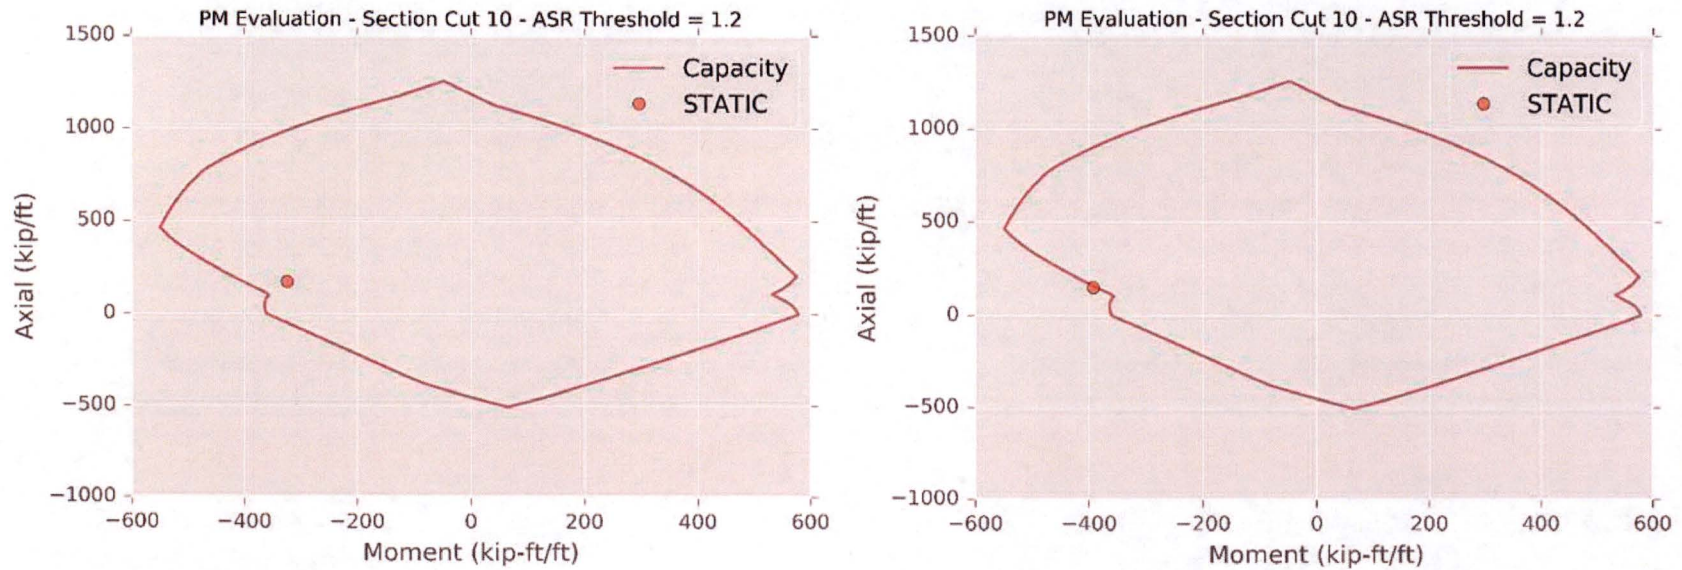 PM Evaluation - Section Cut 10 - ASR Threshold = 1.2
1500
1000
500
0
−500
−1000
Axial (kip/ft)
Capacity
STATIC
−600 −400 −200 0 200 400 600
Moment (kip-ft/ft)
PM Evaluation - Section Cut 10 - ASR Threshold = 1.2
1500
1000
500
0
−500
−1000
Axial (kip/ft)
Capacity
STATIC
−600 −400 −200 0 200 400 600
Moment (kip-ft/ft)